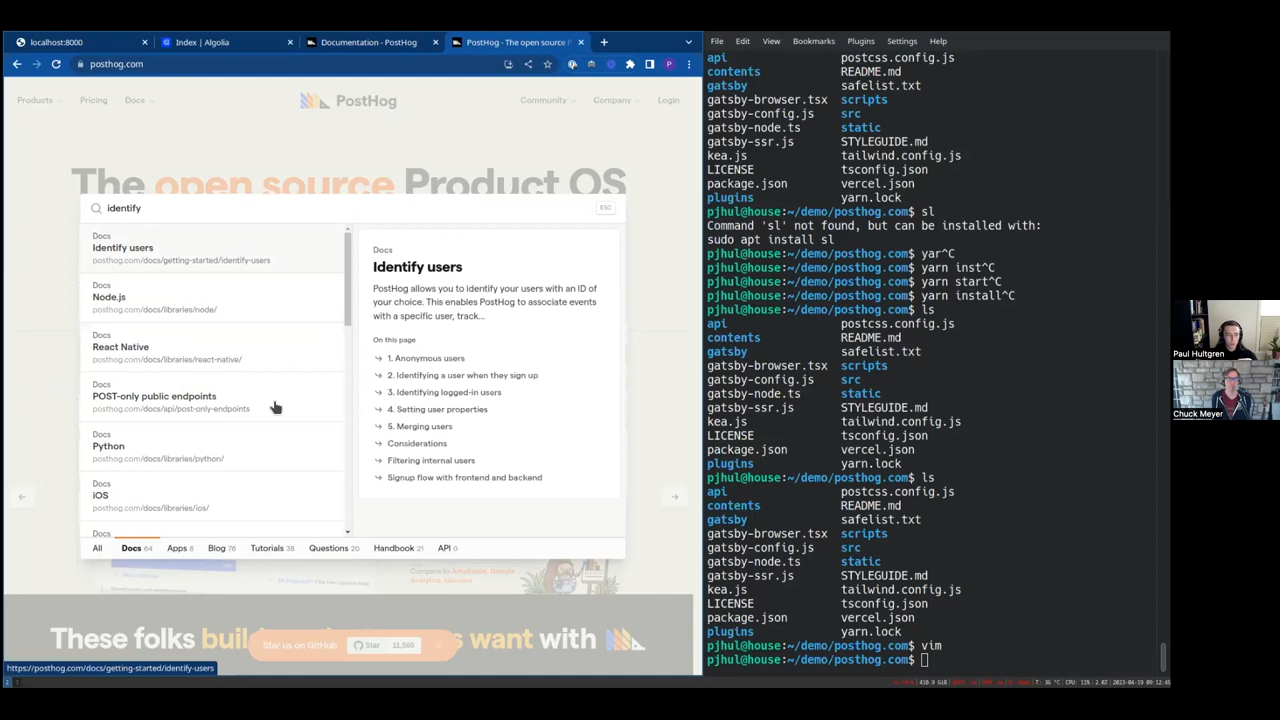 localhost:8000
Index | Algolia
Documentation - PostHog
PostHog - The open source P
posthog.com
P
Products
Pricing
Docs
PostHog
Community
Company
Login
The open source Product OS
identify
ESC
Docs
Identify users
posthog.com/docs/getting-started/identify-users
Docs
Node.js
posthog.com/docs/libraries/node/
Docs
React Native
posthog.com/docs/libraries/react-native/
Docs
POST-only public endpoints
posthog.com/docs/api/post-only-endpoints
Docs
Python
posthog.com/docs/libraries/python/
Docs
iOS
posthog.com/docs/libraries/ios/
Docs
Docs
Identify users
PostHog allows you to identify your users with an ID of
your choice. This enables PostHog to associate events
with a specific user, track...
On this page
1. Anonymous users
2. Identifying a user when they sign up
3. Identifying logged-in users
4. Setting user properties
5. Merging users
Considerations
Filtering internal users
Signup flow with frontend and backend
All Docs 64 Apps 8 Blog 76 Tutorials 38 Questions 20 Handbook 21 API 0
These folks want with
Star us on GitHub
Star 11,560
https://posthog.com/docs/getting-started/identify-users
File Edit View Bookmarks Plugins Settings Help
api postcss.config.js
contents README.md
gatsby safelist.txt
gatsby-browser.tsx scripts
gatsby-config.js src
gatsby-node.ts static
gatsby-ssr.js STYLEGUIDE.md
kea.js tailwind.config.js
LICENSE tsconfig.json
package.json vercel.json
plugins yarn.lock
pjhul@house:~/demo/posthog.com$ sl
Command 'sl' not found, but can be installed with:
sudo apt install sl
pjhul@house:~/demo/posthog.com$ yar^C
pjhul@house:~/demo/posthog.com$ yarn inst^C
pjhul@house:~/demo/posthog.com$ yarn start^C
pjhul@house:~/demo/posthog.com$ yarn install^C
pjhul@house:~/demo/posthog.com$ ls
api postcss.config.js
contents README.md
gatsby safelist.txt
gatsby-browser.tsx scripts
gatsby-config.js src
gatsby-node.ts static
gatsby-ssr.js STYLEGUIDE.md
kea.js tailwind.config.js
LICENSE tsconfig.json
package.json vercel.json
plugins yarn.lock
pjhul@house:~/demo/posthog.com$ ls
api postcss.config.js
contents README.md
gatsby safelist.txt
gatsby-browser.tsx scripts
gatsby-config.js src
gatsby-node.ts static
gatsby-ssr.js STYLEGUIDE.md
kea.js tailwind.config.js
LICENSE tsconfig.json
package.json vercel.json
plugins yarn.lock
pjhul@house:~/demo/posthog.com$ vim
pjhul@house:~/demo/posthog.com$
2 1
410.9 GiB
T: 36 °C
CPU: 11%
2.02
2023-04-19 09:12:45
Paul Hultgren
Chuck Meyer